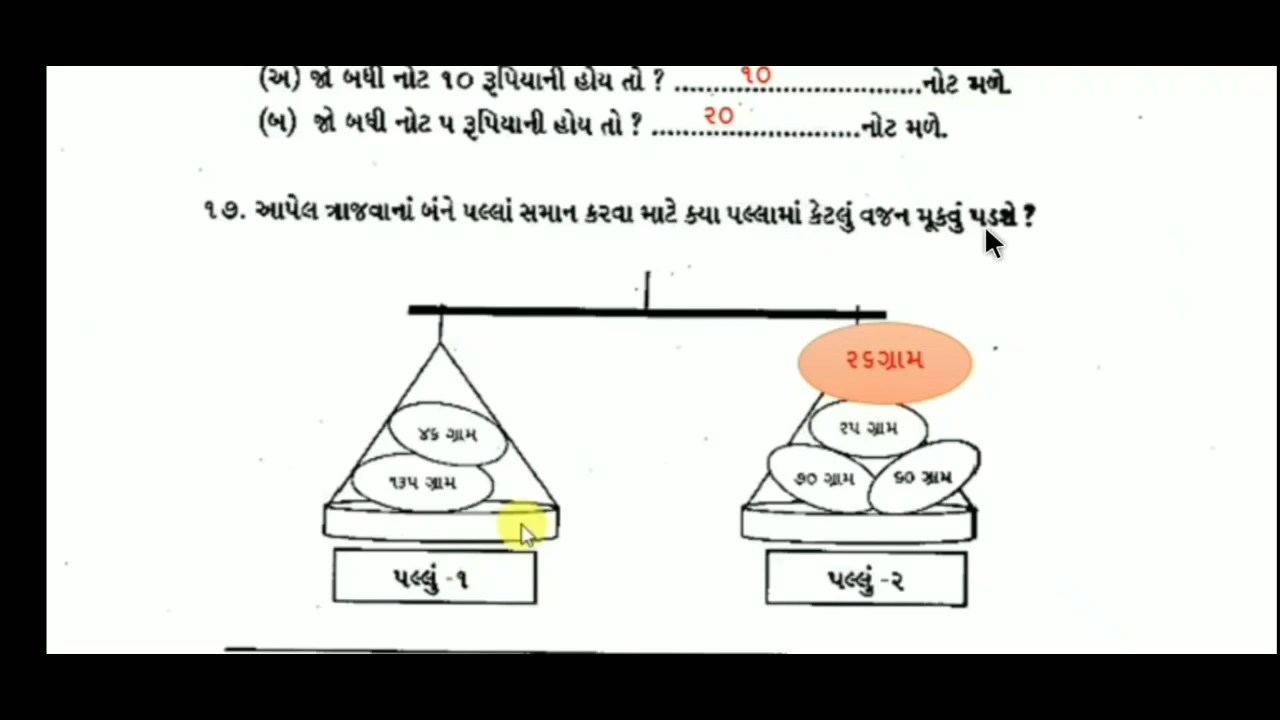 (અ) જો બધી નોટ ૧૦ રૂપિયાની હોય તો ? ....... ૧૦ .......નોટ મળે.
(બ) જો બધી નોટ ૫ રૂપિયાની હોય તો ? ....... ૨૦ .......નોટ મળે.
૧૭. આપેલ ત્રાજવાનાં બંને પલ્લાં સમાન કરવા માટે કયા પલ્લામાં કેટલું વજન મૂકવું પડશે ?
૨૬ગ્રામ
૪૬ ગ્રામ
૨૫ ગ્રામ
૧૩૫ ગ્રામ
૭૦ ગ્રામ
૬૦ ગ્રામ
પલ્લું -૧
પલ્લું -૨